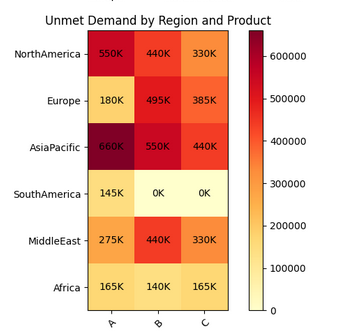 Unmet Demand by Region and Product
NorthAmerica 550K 440K 330K
Europe 180K 495K 385K
AsiaPacific 660K 550K 440K
SouthAmerica 145K 0K 0K
MiddleEast 275K 440K 330K
Africa 165K 140K 165K
A B C
600000
500000
400000
300000
200000
100000
0